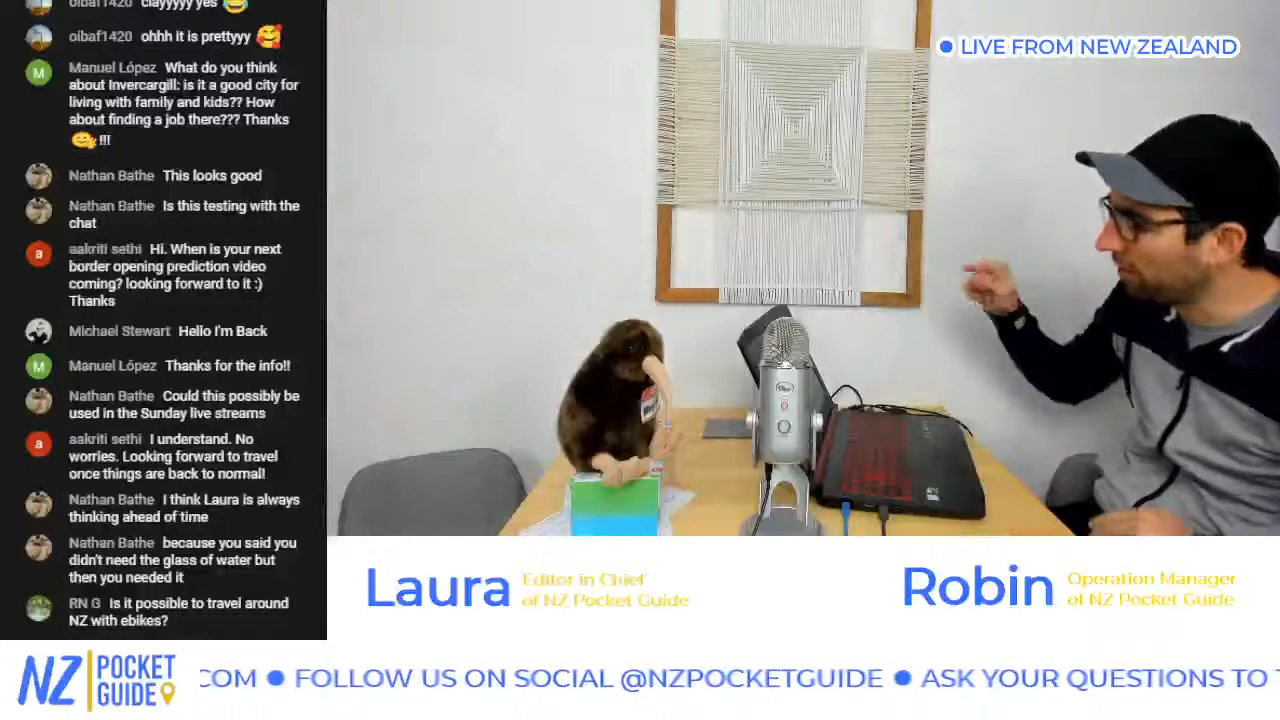 oibaf1420 clayyyyy yes 😂
oibaf1420 ohhh it is prettyyy 🥰
M
Manuel López What do you think
about Invercargill: is it a good city for
living with family and kids?? How
about finding a job there??? Thanks
!!!
Nathan Bathe This looks good
Nathan Bathe Is this testing with the
chat
a
aakriti sethi Hi. When is your next
border opening prediction video
coming? looking forward to it :)
Thanks
Michael Stewart Hello I'm Back
M
Manuel López Thanks for the info!!
Nathan Bathe Could this possibly be
used in the Sunday live streams
a
aakriti sethi I understand. No
worries. Looking forward to travel
once things are back to normal!
Nathan Bathe I think Laura is always
thinking ahead of time
Nathan Bathe because you said you
didn't need the glass of water but
then you needed it
RN G Is it possible to travel around
NZ with ebikes?
● LIVE FROM NEW ZEALAND
Laura
Editor in Chief
of NZ Pocket Guide
Robin
Operation Manager
of NZ Pocket Guide
NZ POCKET
GUIDE
COM ● FOLLOW US ON SOCIAL @NZPOCKETGUIDE ● ASK YOUR QUESTIONS TO